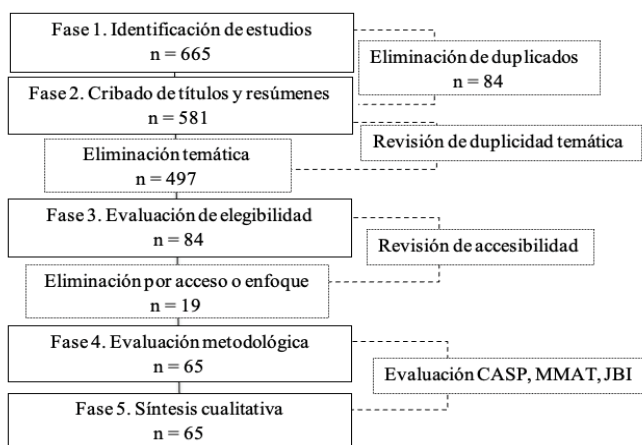 Fase 1. Identificación de estudios
n = 665
Eliminación de duplicados
n = 84
Fase 2. Cribado de títulos y resúmenes
n = 581
Revisión de duplicidad temática
Eliminación temática
n = 497
Fase 3. Evaluación de elegibilidad
n = 84
Revisión de accesibilidad
Eliminación por acceso o enfoque
n = 19
Fase 4. Evaluación metodológica
n = 65
Evaluación CASP, MMAT, JBI
Fase 5. Síntesis cualitativa
n = 65